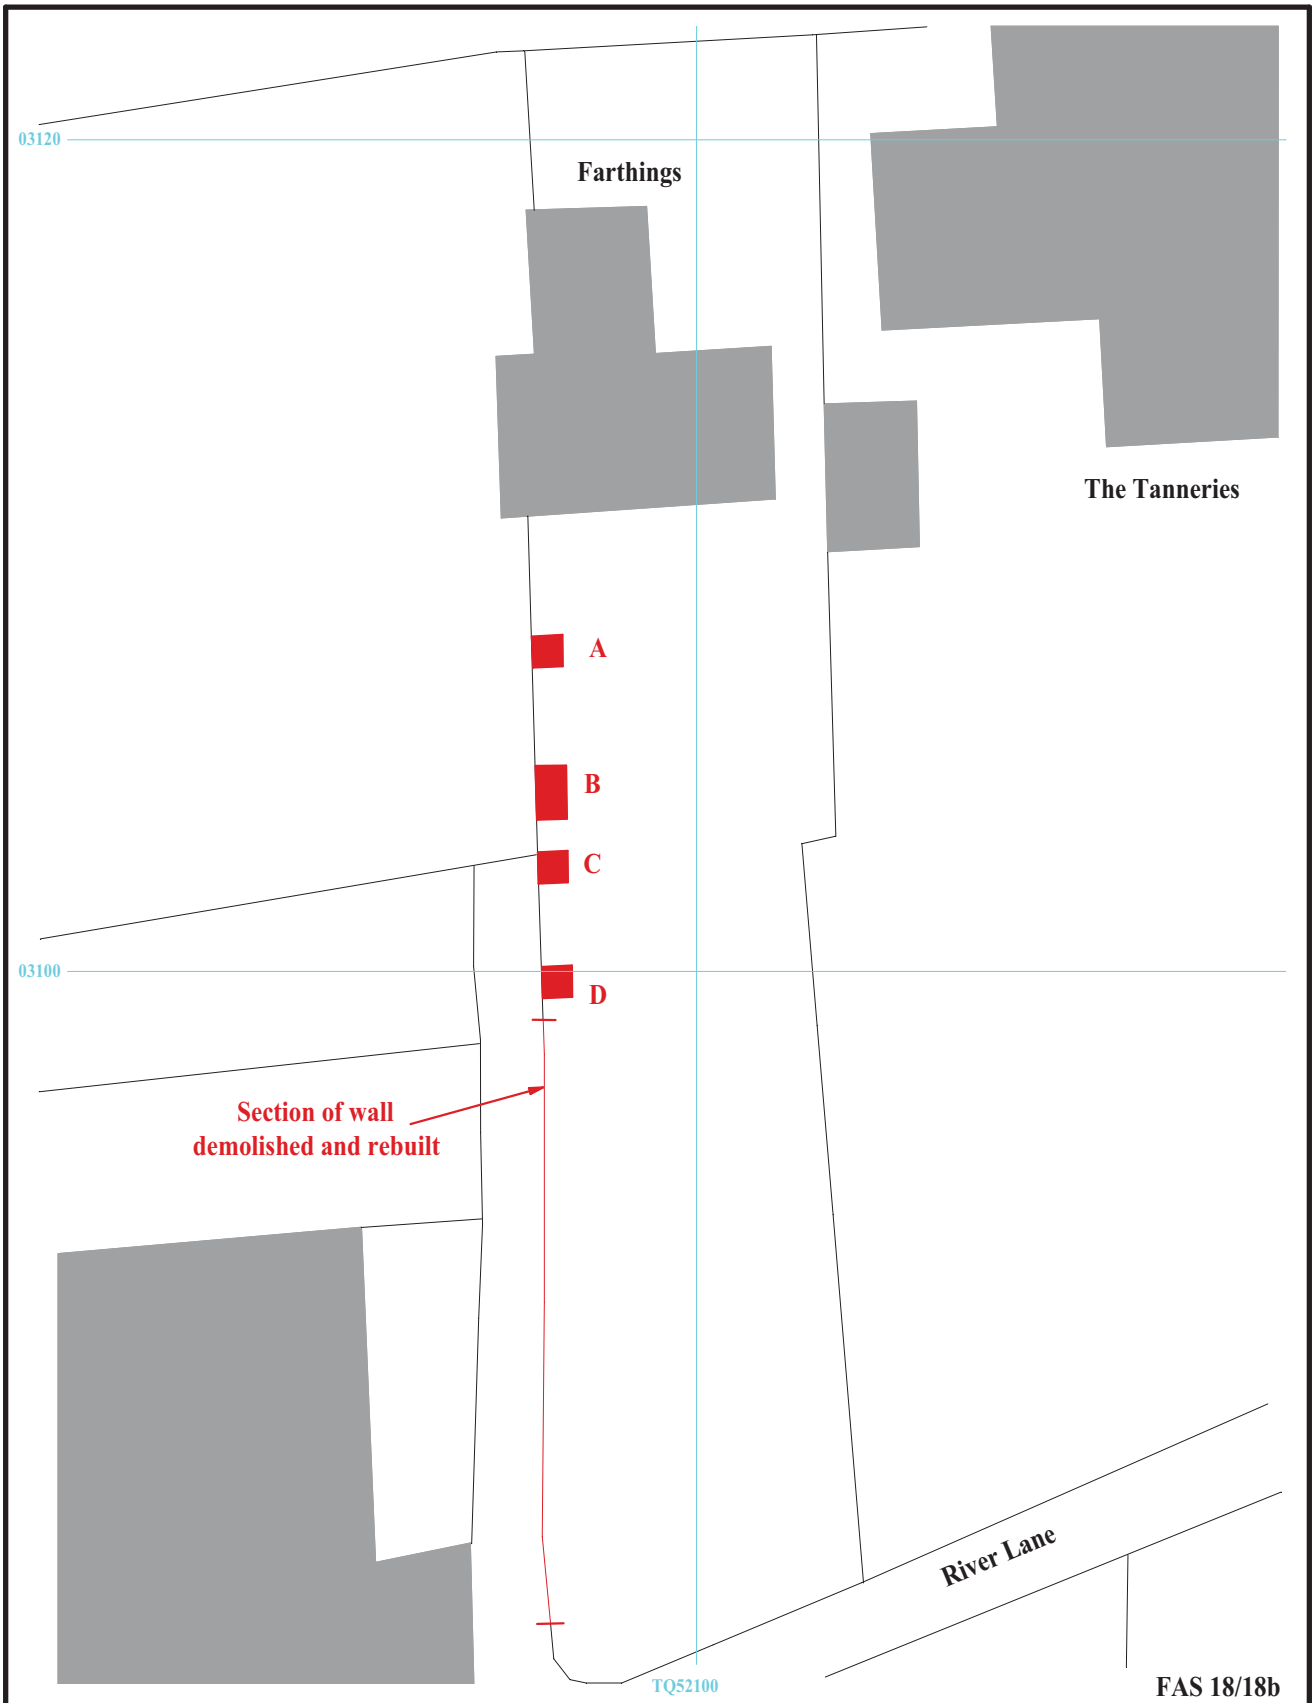 03120
Farthings
The Tanneries
A
B
C
03100
D
Section of wall
demolished and rebuilt
River Lane
TQ52100
FAS 18/18b